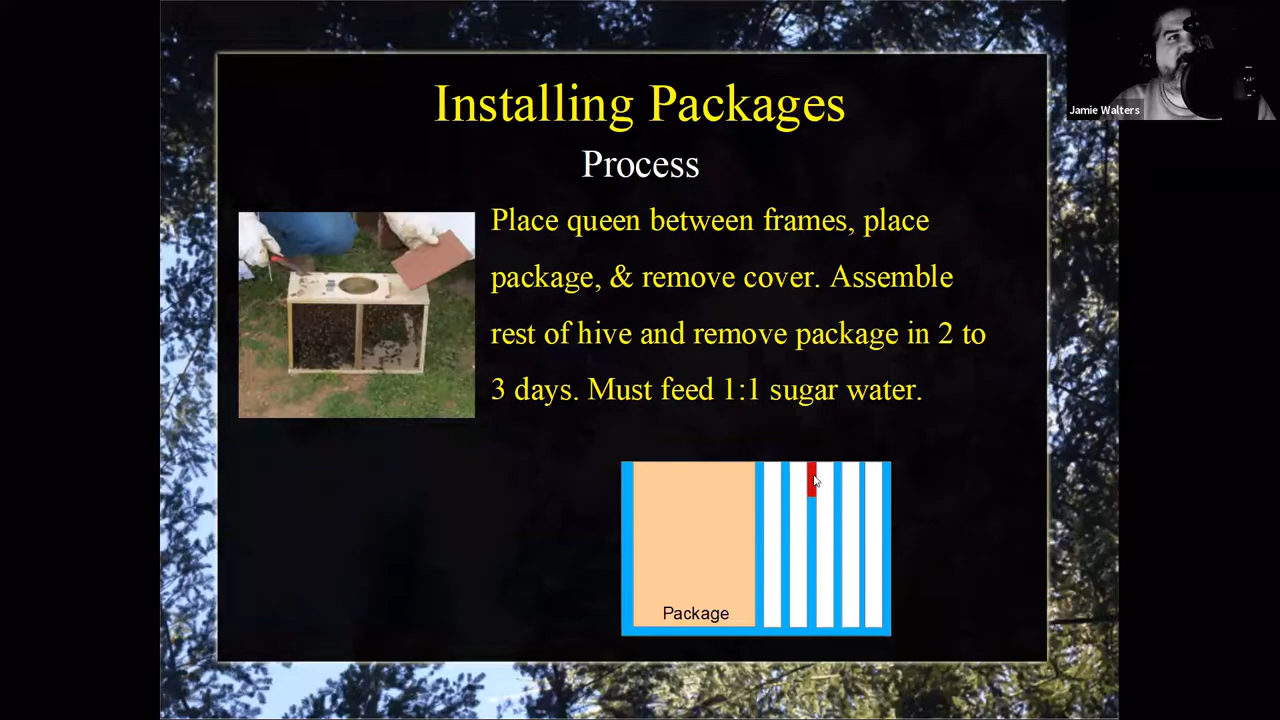 Installing Packages
Process
Place queen between frames, place
package, & remove cover. Assemble
rest of hive and remove package in 2 to
3 days. Must feed 1:1 sugar water.
Package
Jamie Walters